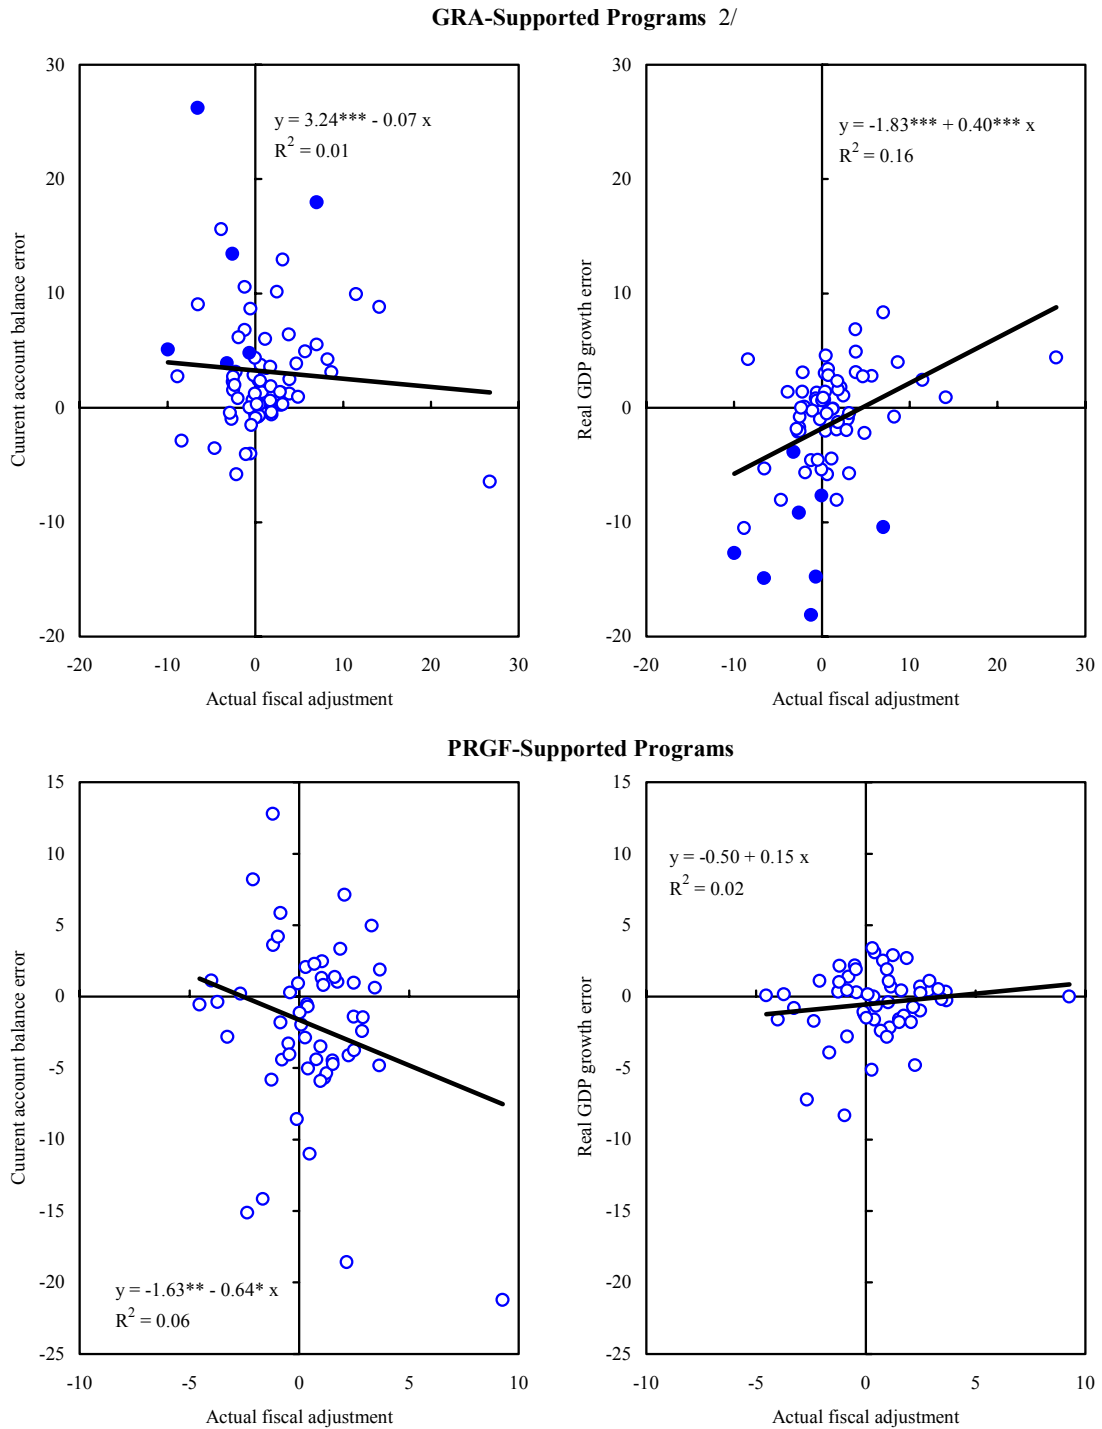 GRA-Supported Programs 2/
30
20
10
0
-10
-20
-20
-10
0
10
20
30
Cuurent account balance error
Actual fiscal adjustment
y = 3.24*** - 0.07 x
R² = 0.01
30
20
10
0
-10
-20
-20
-10
0
10
20
30
Real GDP growth error
Actual fiscal adjustment
y = -1.83*** + 0.40*** x
R² = 0.16
PRGF-Supported Programs
15
10
5
0
-5
-10
-15
-20
-25
-10
-5
0
5
10
Cuurent account balance error
Actual fiscal adjustment
y = -1.63** - 0.64* x
R² = 0.06
15
10
5
0
-5
-10
-15
-20
-25
-10
-5
0
5
10
Real GDP growth error
Actual fiscal adjustment
y = -0.50 + 0.15 x
R² = 0.02